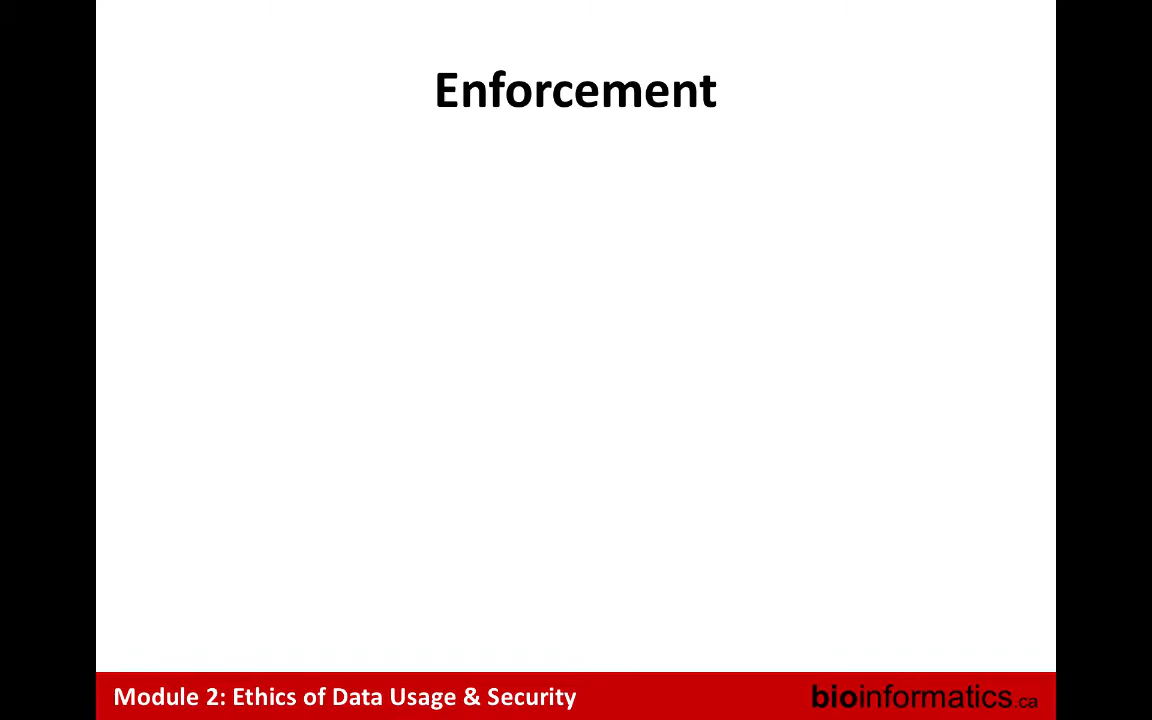 Enforcement
Module 2: Ethics of Data Usage & Security
bioinformatics.ca